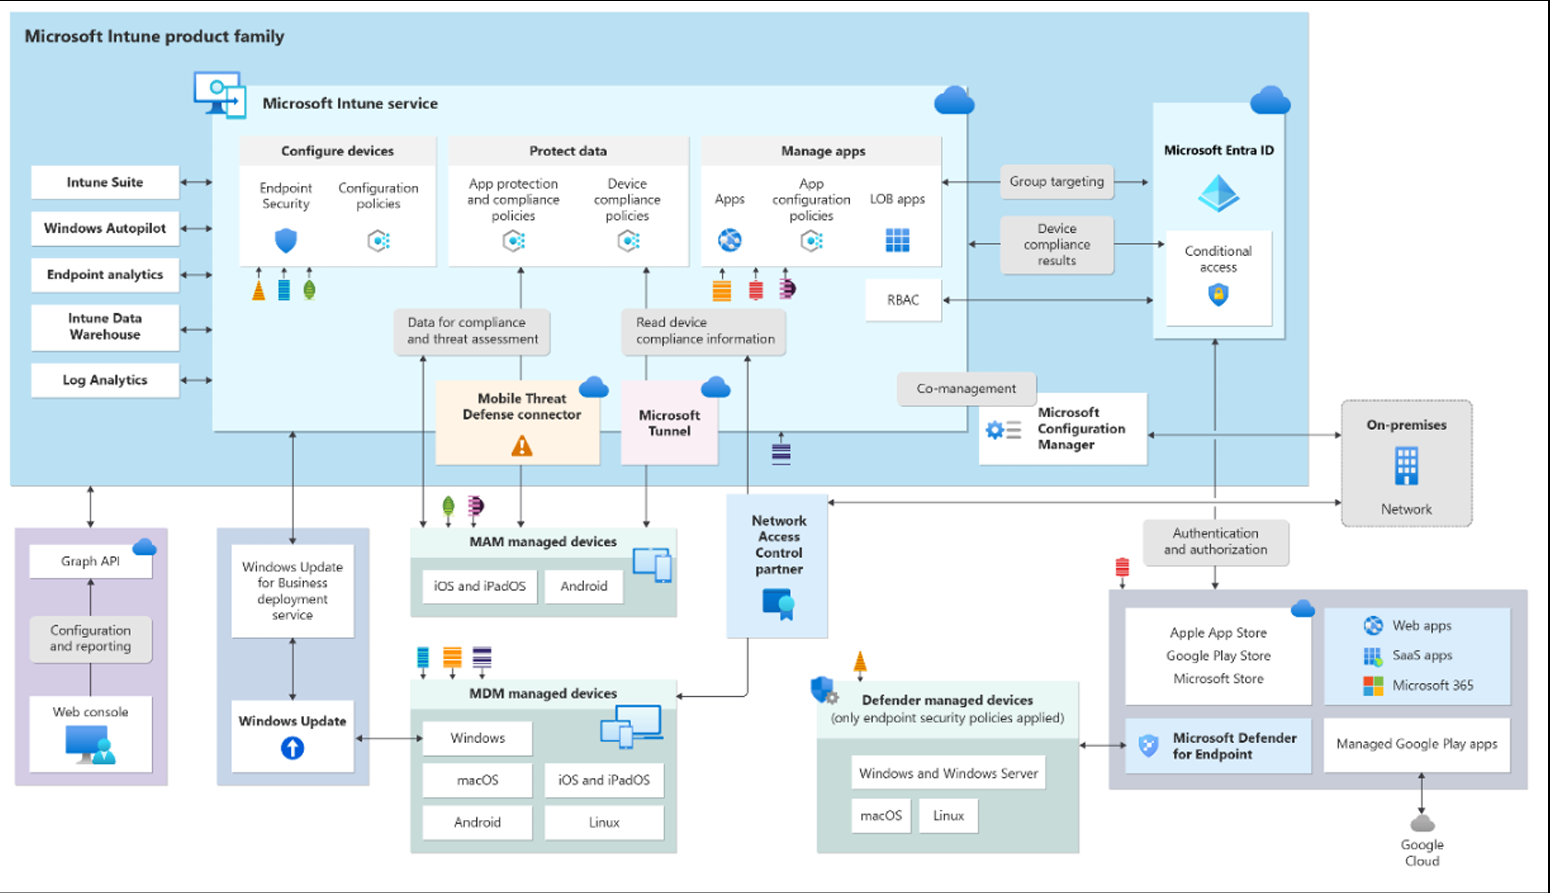 Microsoft Intune product family
Microsoft Intune service
Configure devices
Endpoint
Security
Configuration
policies
Protect data
App protection
and compliance
policies
Device
compliance
policies
Manage apps
Apps
App
configuration
policies
LOB apps
RBAC
Intune Suite
Windows Autopilot
Endpoint analytics
Intune Data
Warehouse
Log Analytics
Group targeting
Device
compliance
results
Microsoft Entra ID
Conditional
access
Data for compliance
and threat assessment
Read device
compliance information
Mobile Threat
Defense connector
Microsoft
Tunnel
Co-management
Microsoft
Configuration
Manager
On-premises
Network
Graph API
Configuration
and reporting
Web console
Windows Update
for Business
deployment
service
Windows Update
MAM managed devices
iOS and iPadOS
Android
MDM managed devices
Windows
macOS
iOS and iPadOS
Android
Linux
Network
Access
Control
partner
Defender managed devices
(only endpoint security policies applied)
Windows and Windows Server
macOS
Linux
Authentication
and authorization
Apple App Store
Google Play Store
Microsoft Store
Web apps
SaaS apps
Microsoft 365
Microsoft Defender
for Endpoint
Managed Google Play apps
Google
Cloud